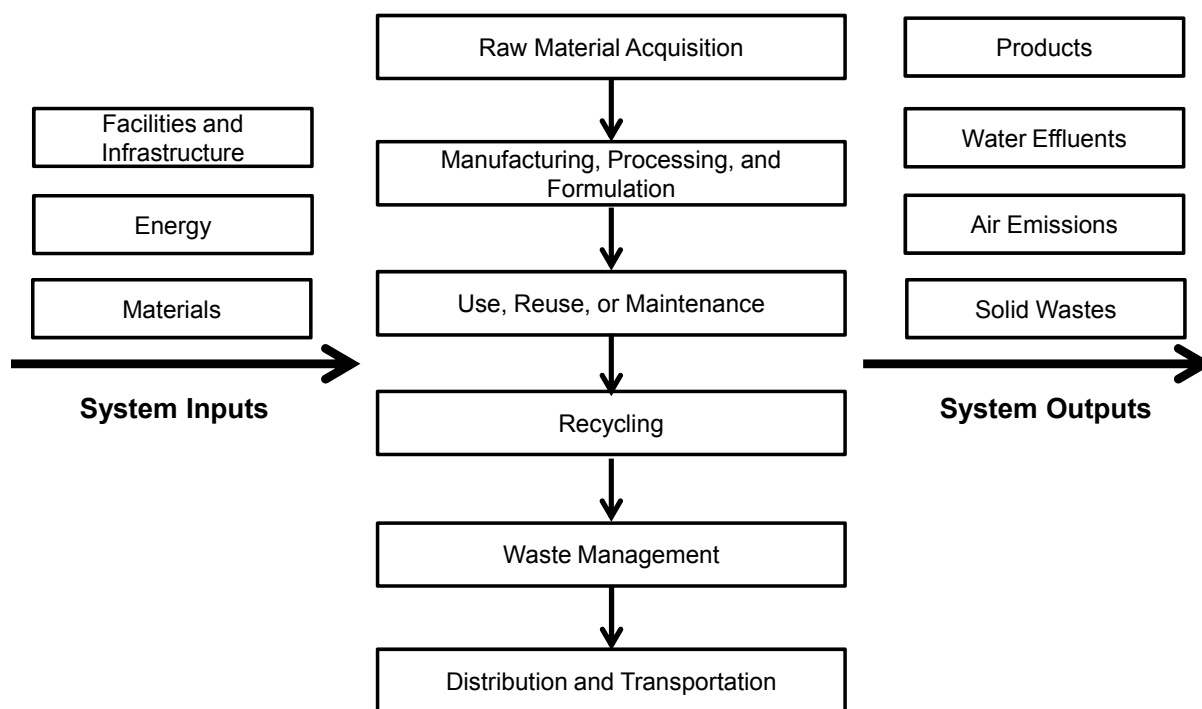 Facilities and
Infrastructure
Energy
Materials
System Inputs
Raw Material Acquisition
Manufacturing, Processing, and
Formulation
Use, Reuse, or Maintenance
Recycling
Waste Management
Distribution and Transportation
Products
Water Effluents
Air Emissions
Solid Wastes
System Outputs